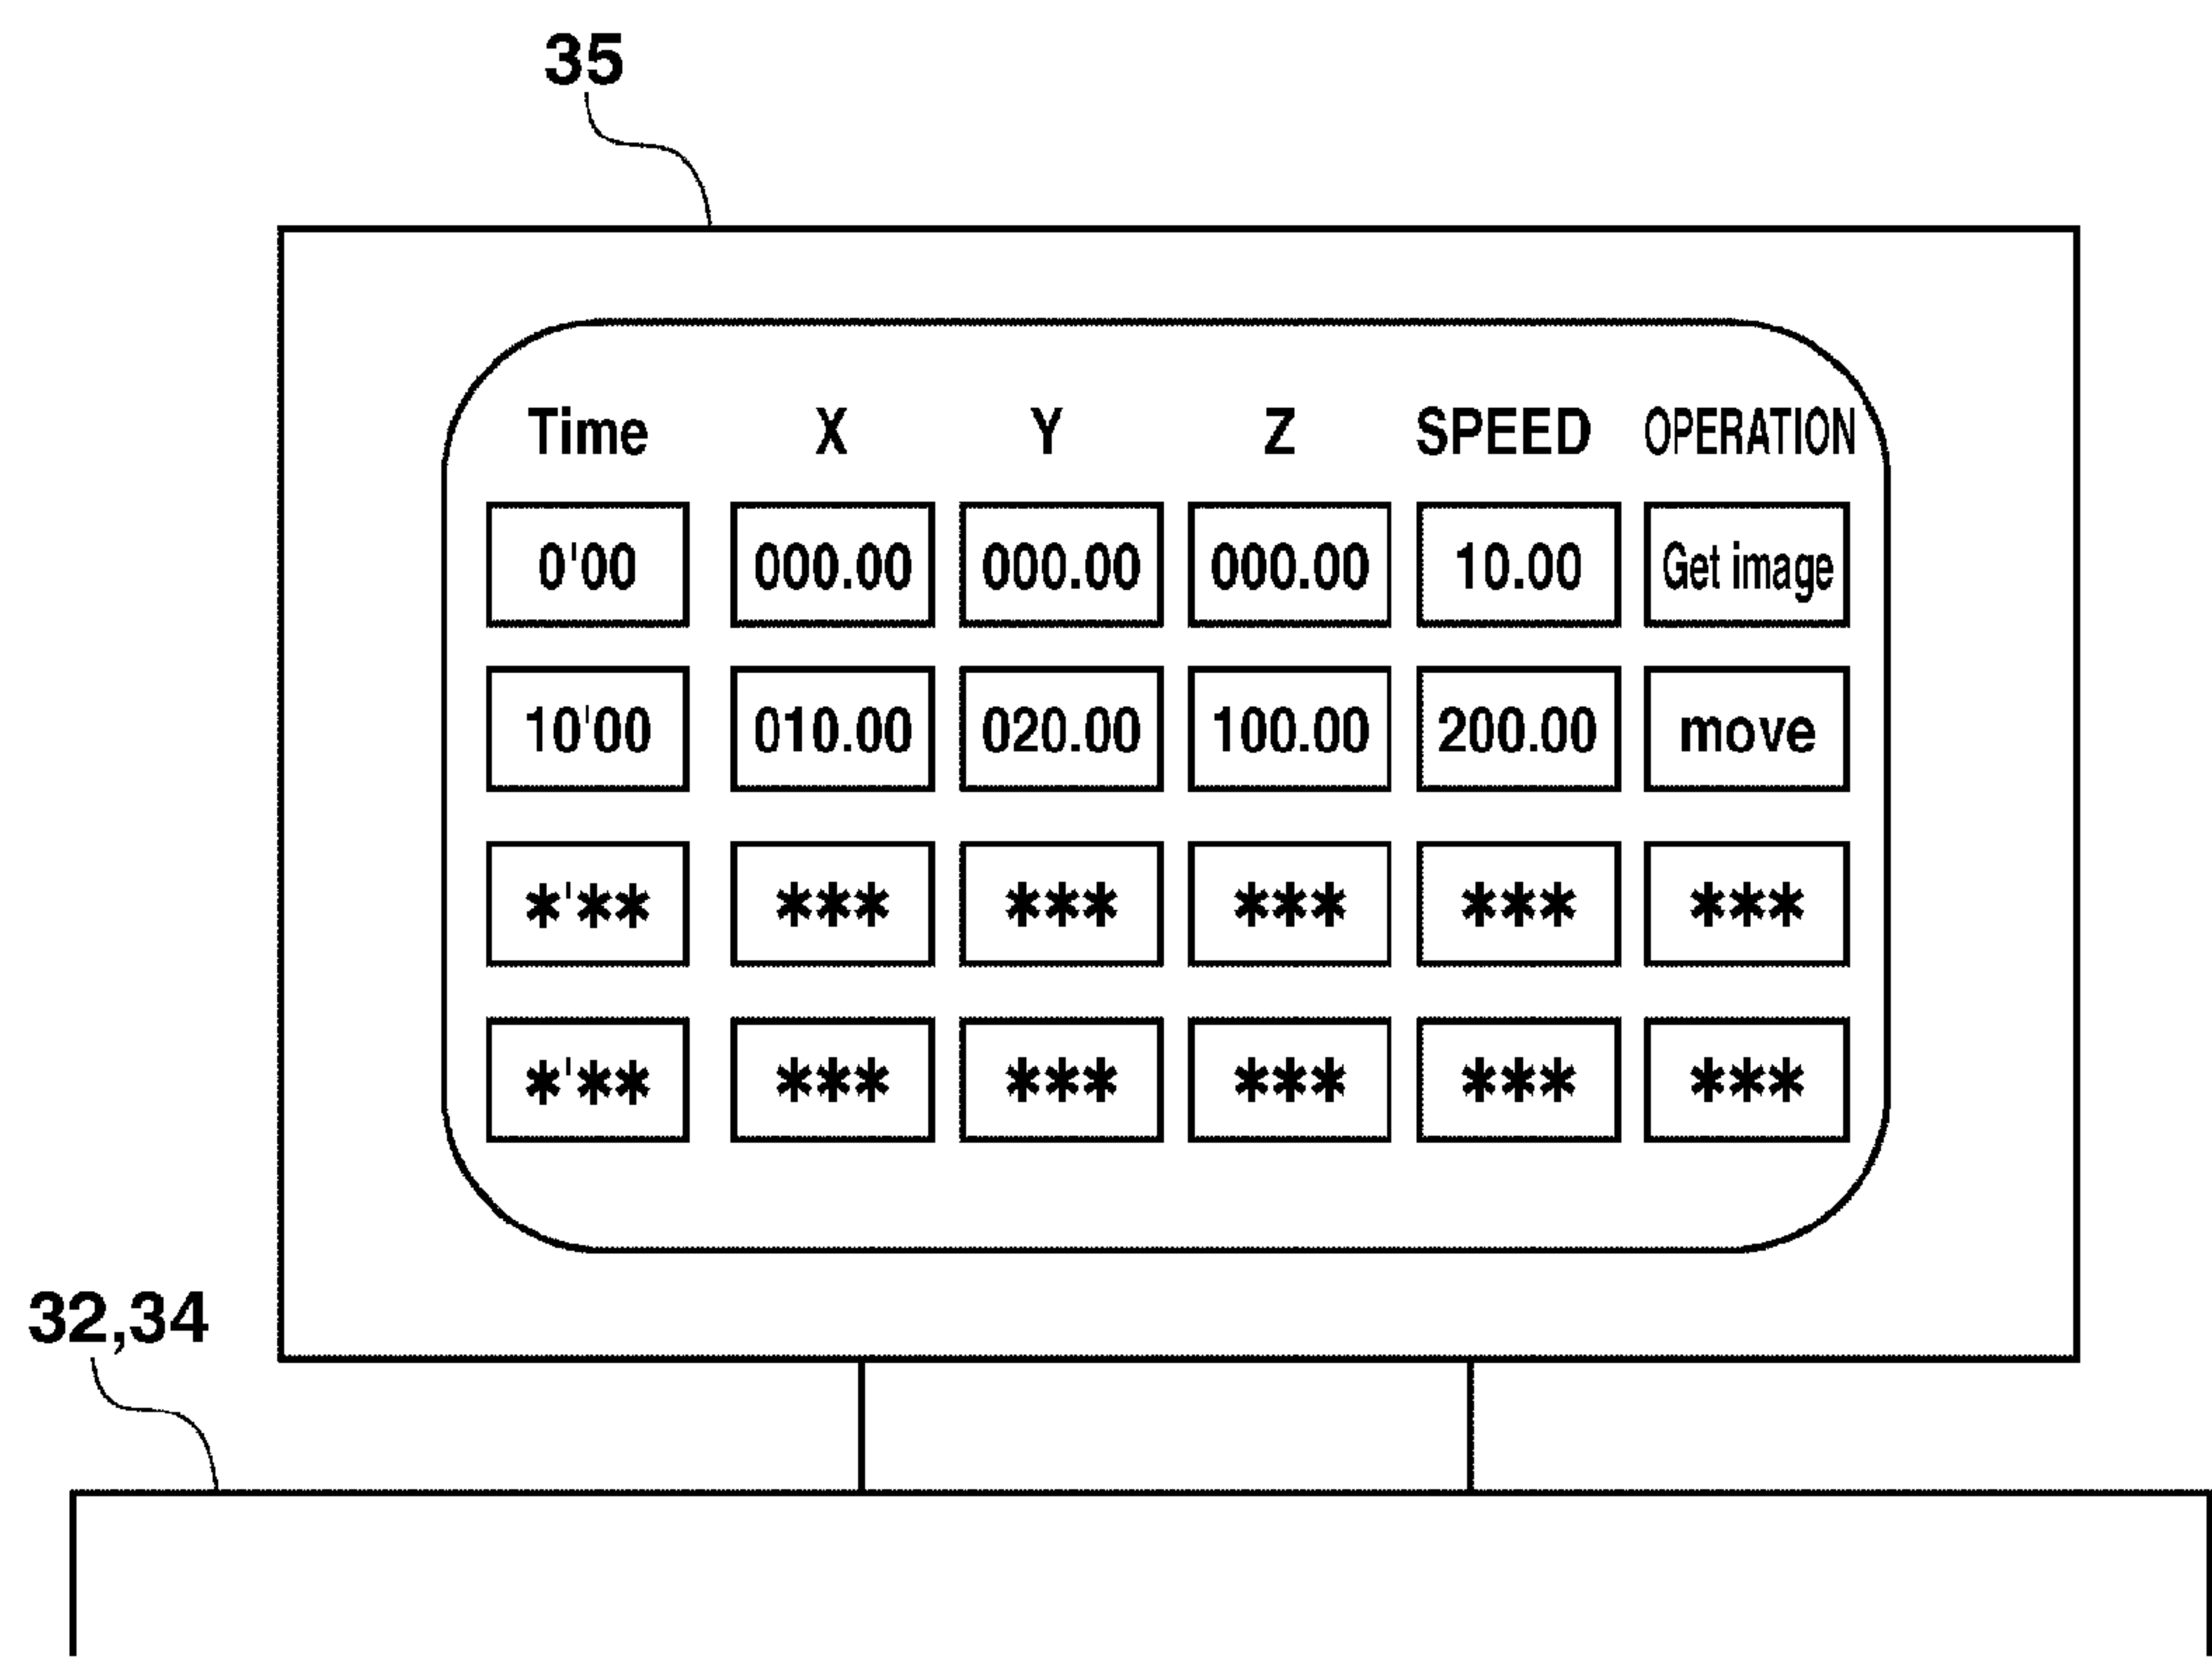 35
Time X Y Z SPEED OPERATION
0'00 000.00 000.00 000.00 10.00 Get image
10'00 010.00 020.00 100.00 200.00 move
*'** *** *** *** *** ***
*'** *** *** *** *** ***
32,34